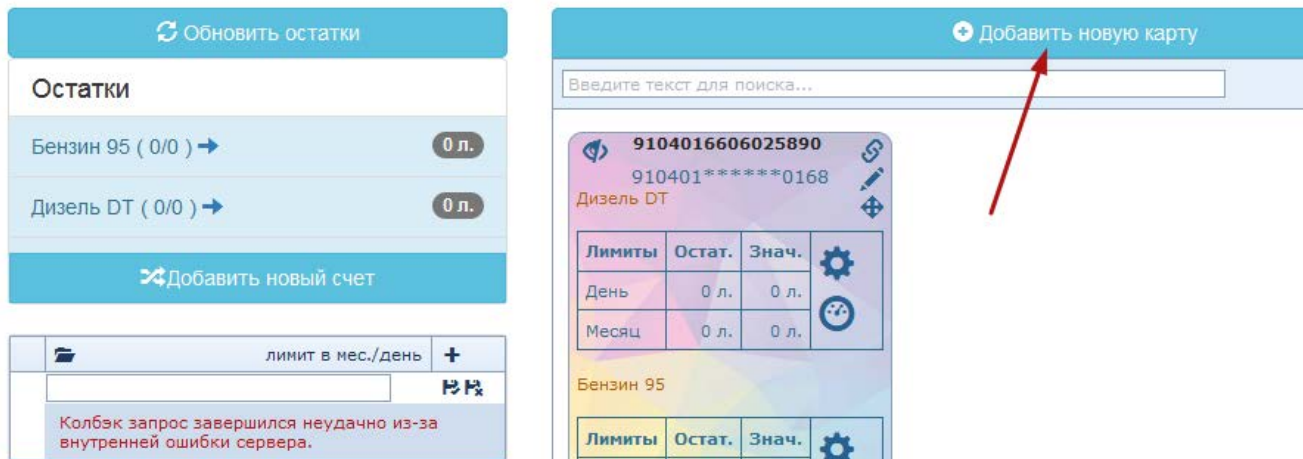 Обновить остатки
Остатки
Бензин 95 ( 0/0 )
0 л.
Дизель DT ( 0/0 )
0 л.
Добавить новый счет
лимит в мес./день
Колбэк запрос завершился неудачно из-за
внутренней ошибки сервера.
Добавить новую карту
Введите текст для поиска...
9104016606025890
910401******0168
Дизель DT
Лимиты Остат. Знач.
День 0 л. 0 л.
Месяц 0 л. 0 л.
Бензин 95
Лимиты Остат. Знач.